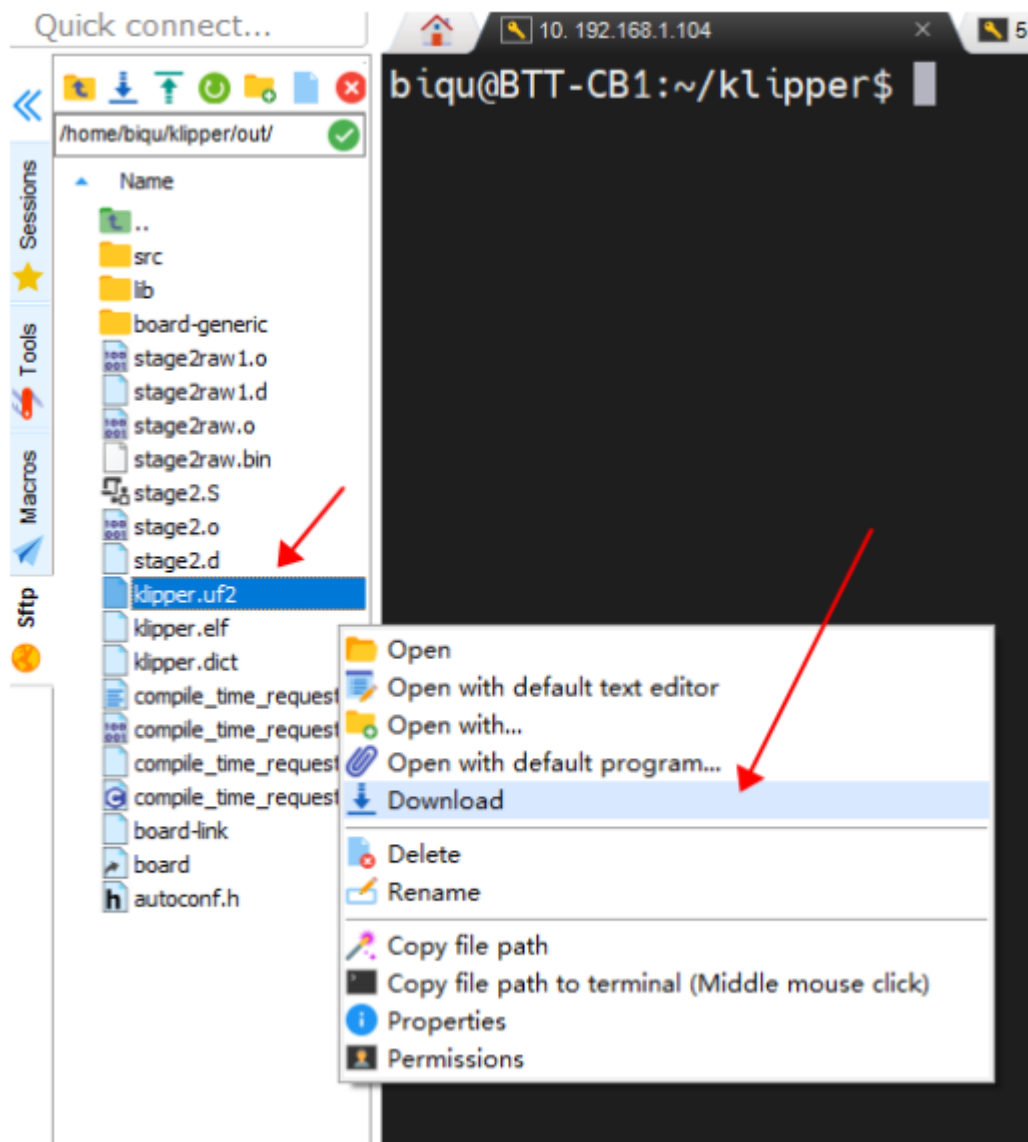 Quick connect...
10. 192.168.1.104
5
biqu@BTT-CB1:~/klipper$
/home/biqu/klipper/out/
Name
..
src
lib
board-generic
stage2raw1.o
stage2raw1.d
stage2raw.o
stage2raw.bin
stage2.S
stage2.o
stage2.d
klipper.uf2
klipper.elf
klipper.dict
compile_time_request
compile_time_request
compile_time_request
compile_time_request
board-link
board
autoconf.h
Sessions
Tools
Macros
Sftp
Open
Open with default text editor
Open with...
Open with default program...
Download
Delete
Rename
Copy file path
Copy file path to terminal (Middle mouse click)
Properties
Permissions